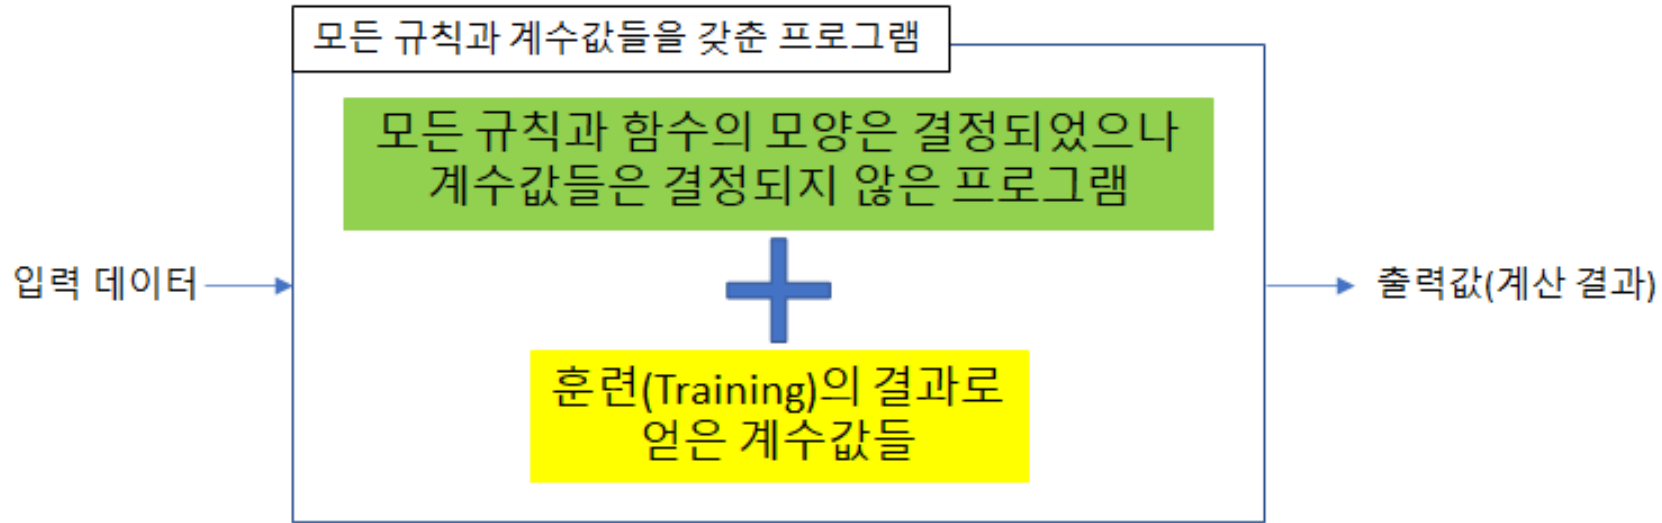 모든 규칙과 계수값들을 갖춘 프로그램
모든 규칙과 함수의 모양은 결정되었으나
계수값들은 결정되지 않은 프로그램
입력 데이터
출력값(계산 결과)
훈련(Training)의 결과로
얻은 계수값들